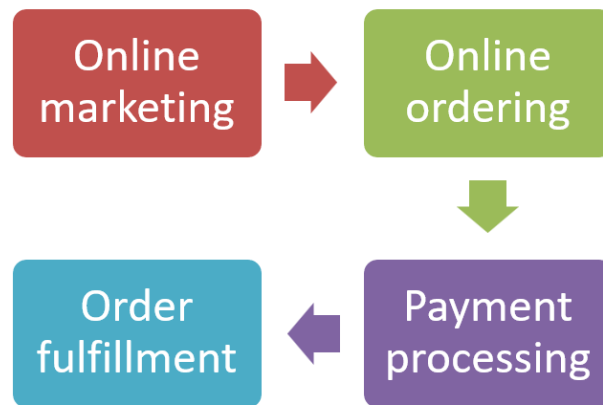 Online
marketing
Online
ordering
Payment
processing
Order
fulfillment